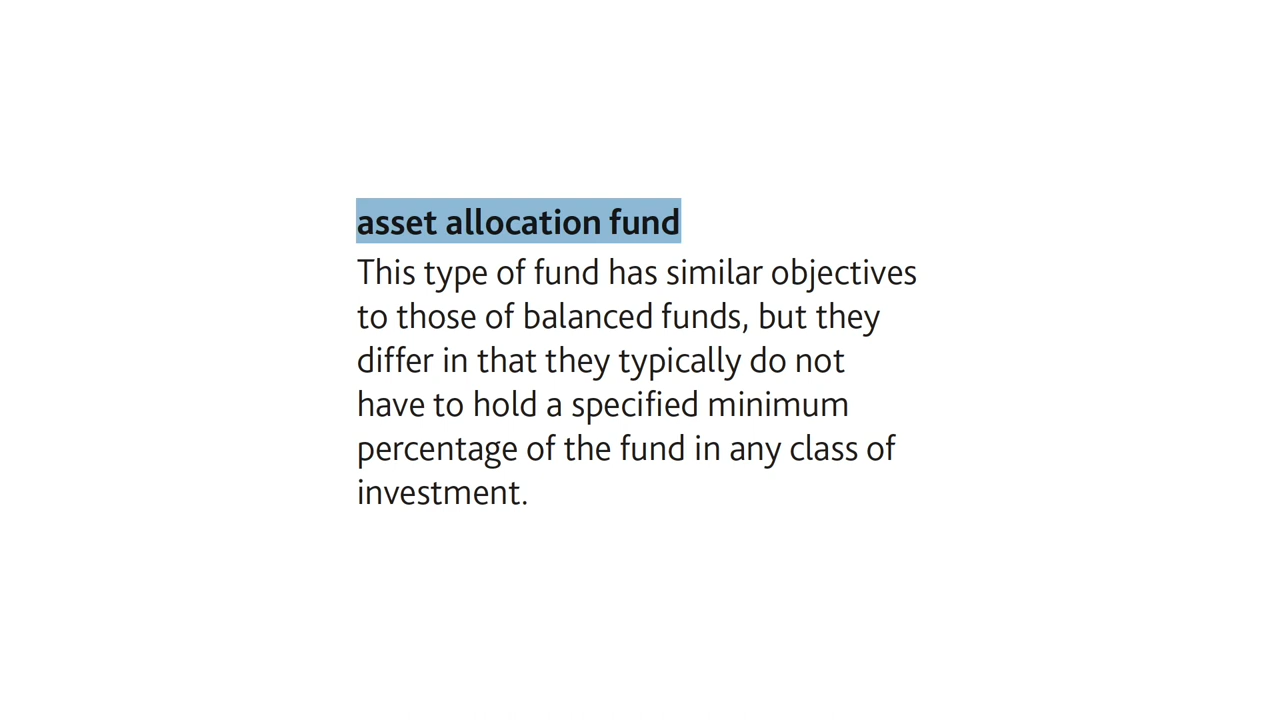 asset allocation fund
This type of fund has similar objectives
to those of balanced funds, but they
differ in that they typically do not
have to hold a specified minimum
percentage of the fund in any class of
investment.